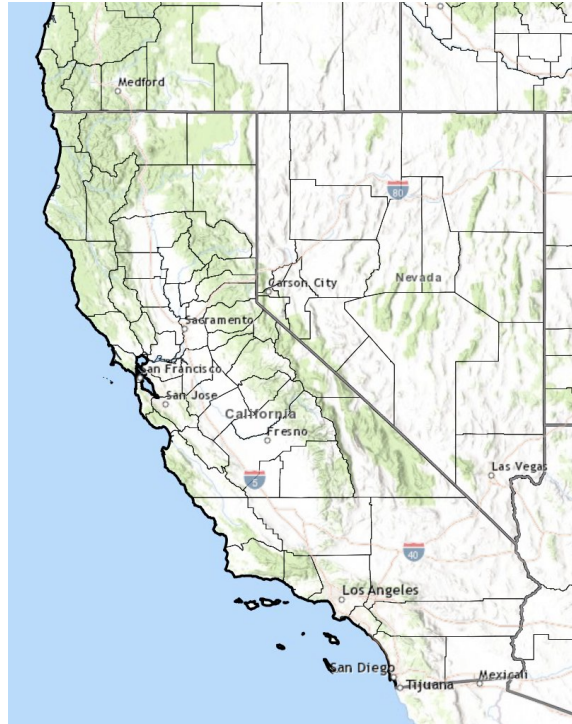 Medford
80
Nevada
Carson City
Sacramento
San Francisco
San Jose
California
Fresno
5
Las Vegas
40
Los Angeles
San Diego
Tijuana
Mexicali